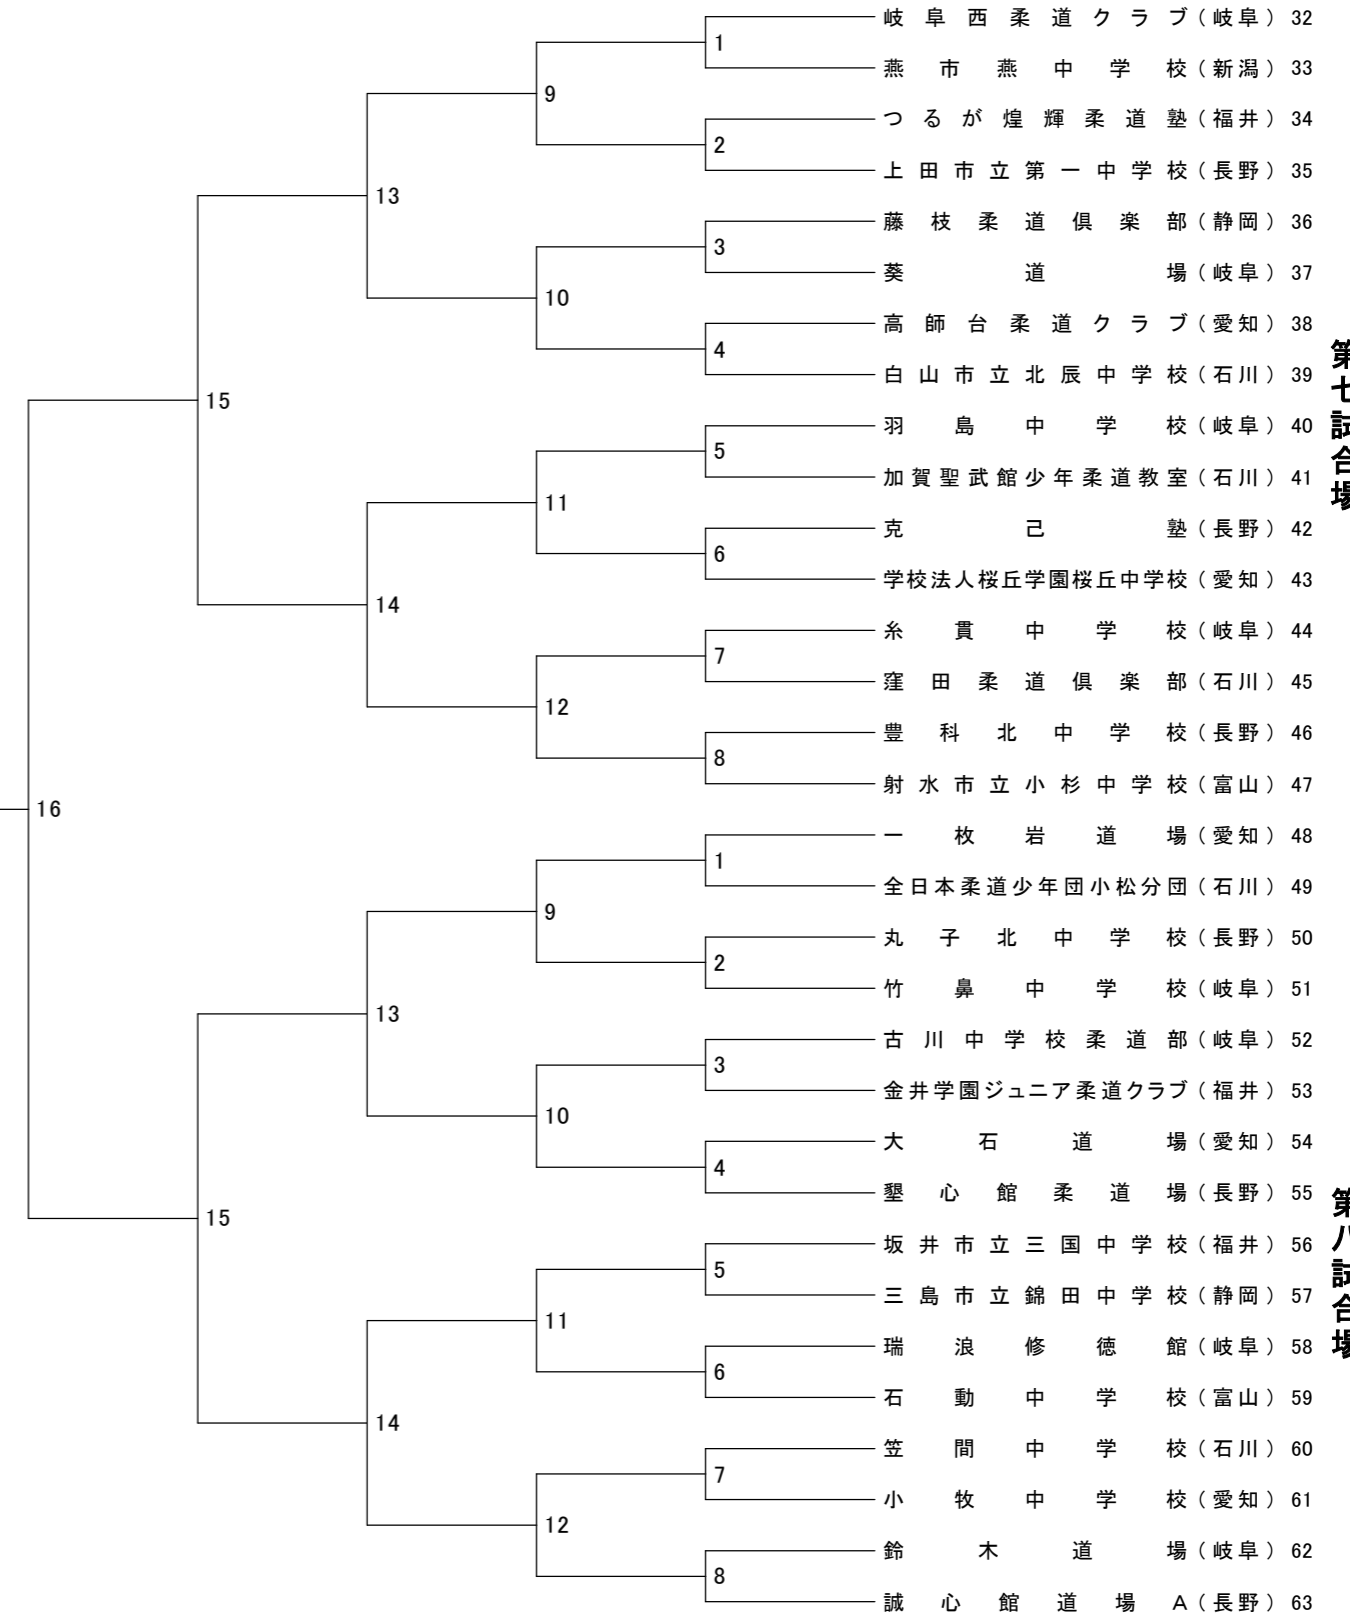 岐阜西柔道クラブ(岐阜) 32
1
燕市燕中学校(新潟) 33
9
つるが煌輝柔道塾(福井) 34
2
上田市立第一中学校(長野) 35
13
藤枝柔道倶楽部(静岡) 36
3
葵道場(岐阜) 37
10
高師台柔道クラブ(愛知) 38
4
白山市立北辰中学校(石川) 39
15
羽島中学校(岐阜) 40
5
加賀聖武館少年柔道教室(石川) 41
11
克己塾(長野) 42
6
学校法人桜丘学園桜丘中学校(愛知) 43
14
糸貫中学校(岐阜) 44
7
窪田柔道倶楽部(石川) 45
12
豊科北中学校(長野) 46
8
射水市立小杉中学校(富山) 47
第七試合場
16
一枚岩道場(愛知) 48
1
全日本柔道少年団小松分団(石川) 49
9
丸子北中学校(長野) 50
2
竹鼻中学校(岐阜) 51
13
古川中学校柔道部(岐阜) 52
3
金井学園ジュニア柔道クラブ(福井) 53
10
大石道場(愛知) 54
4
墾心館柔道場(長野) 55
15
坂井市立三国中学校(福井) 56
5
三島市立錦田中学校(静岡) 57
11
瑞浪修徳館(岐阜) 58
6
石動中学校(富山) 59
14
笠間中学校(石川) 60
7
小牧中学校(愛知) 61
12
鈴木道場(岐阜) 62
8
誠心館道場A(長野) 63
第八試合場